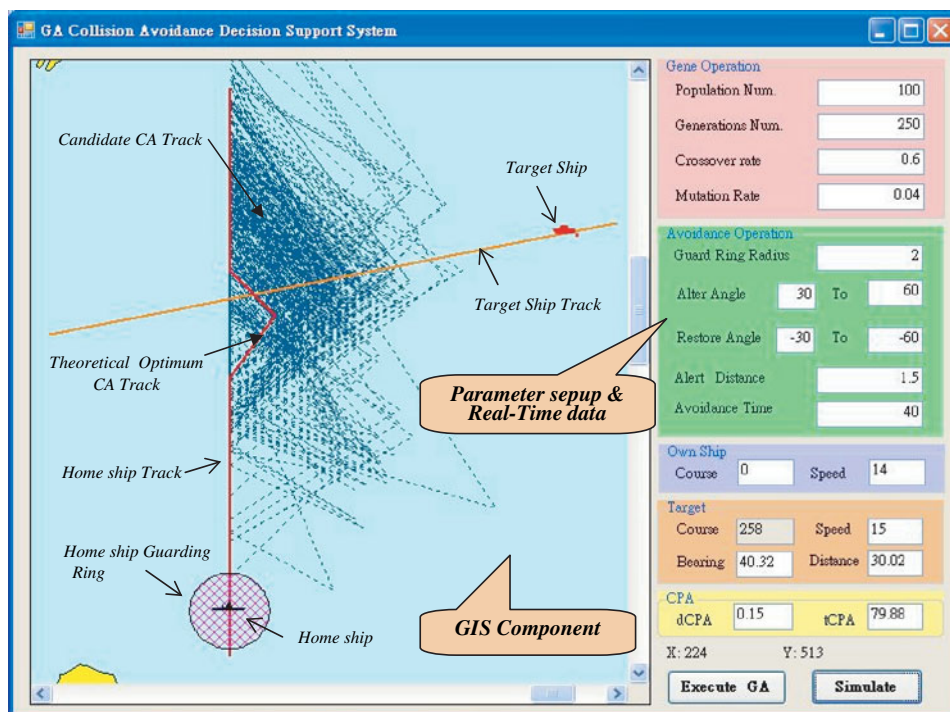 GA Collision Avoidance Decision Support System
Candidate CA Track
Target Ship
Target Ship Track
Theoretical Optimum
CA Track
Parameter sepup &
Real-Time data
Home ship Track
Home ship Guarding
Ring
Home ship
GIS Component
Gene Operation
Population Num. 100
Generations Num. 250
Crossover rate 0.6
Mutation Rate 0.04
Avoidance Operation
Guard Ring Radius 2
Alter Angle 30 To 60
Restore Angle -30 To -60
Alert Distance 1.5
Avoidance Time 40
Own Ship
Course 0 Speed 14
Target
Course 258 Speed 15
Bearing 40.32 Distance 30.02
CPA
dCPA 0.15 tCPA 79.88
X: 224 Y: 513
Execute GA Simulate